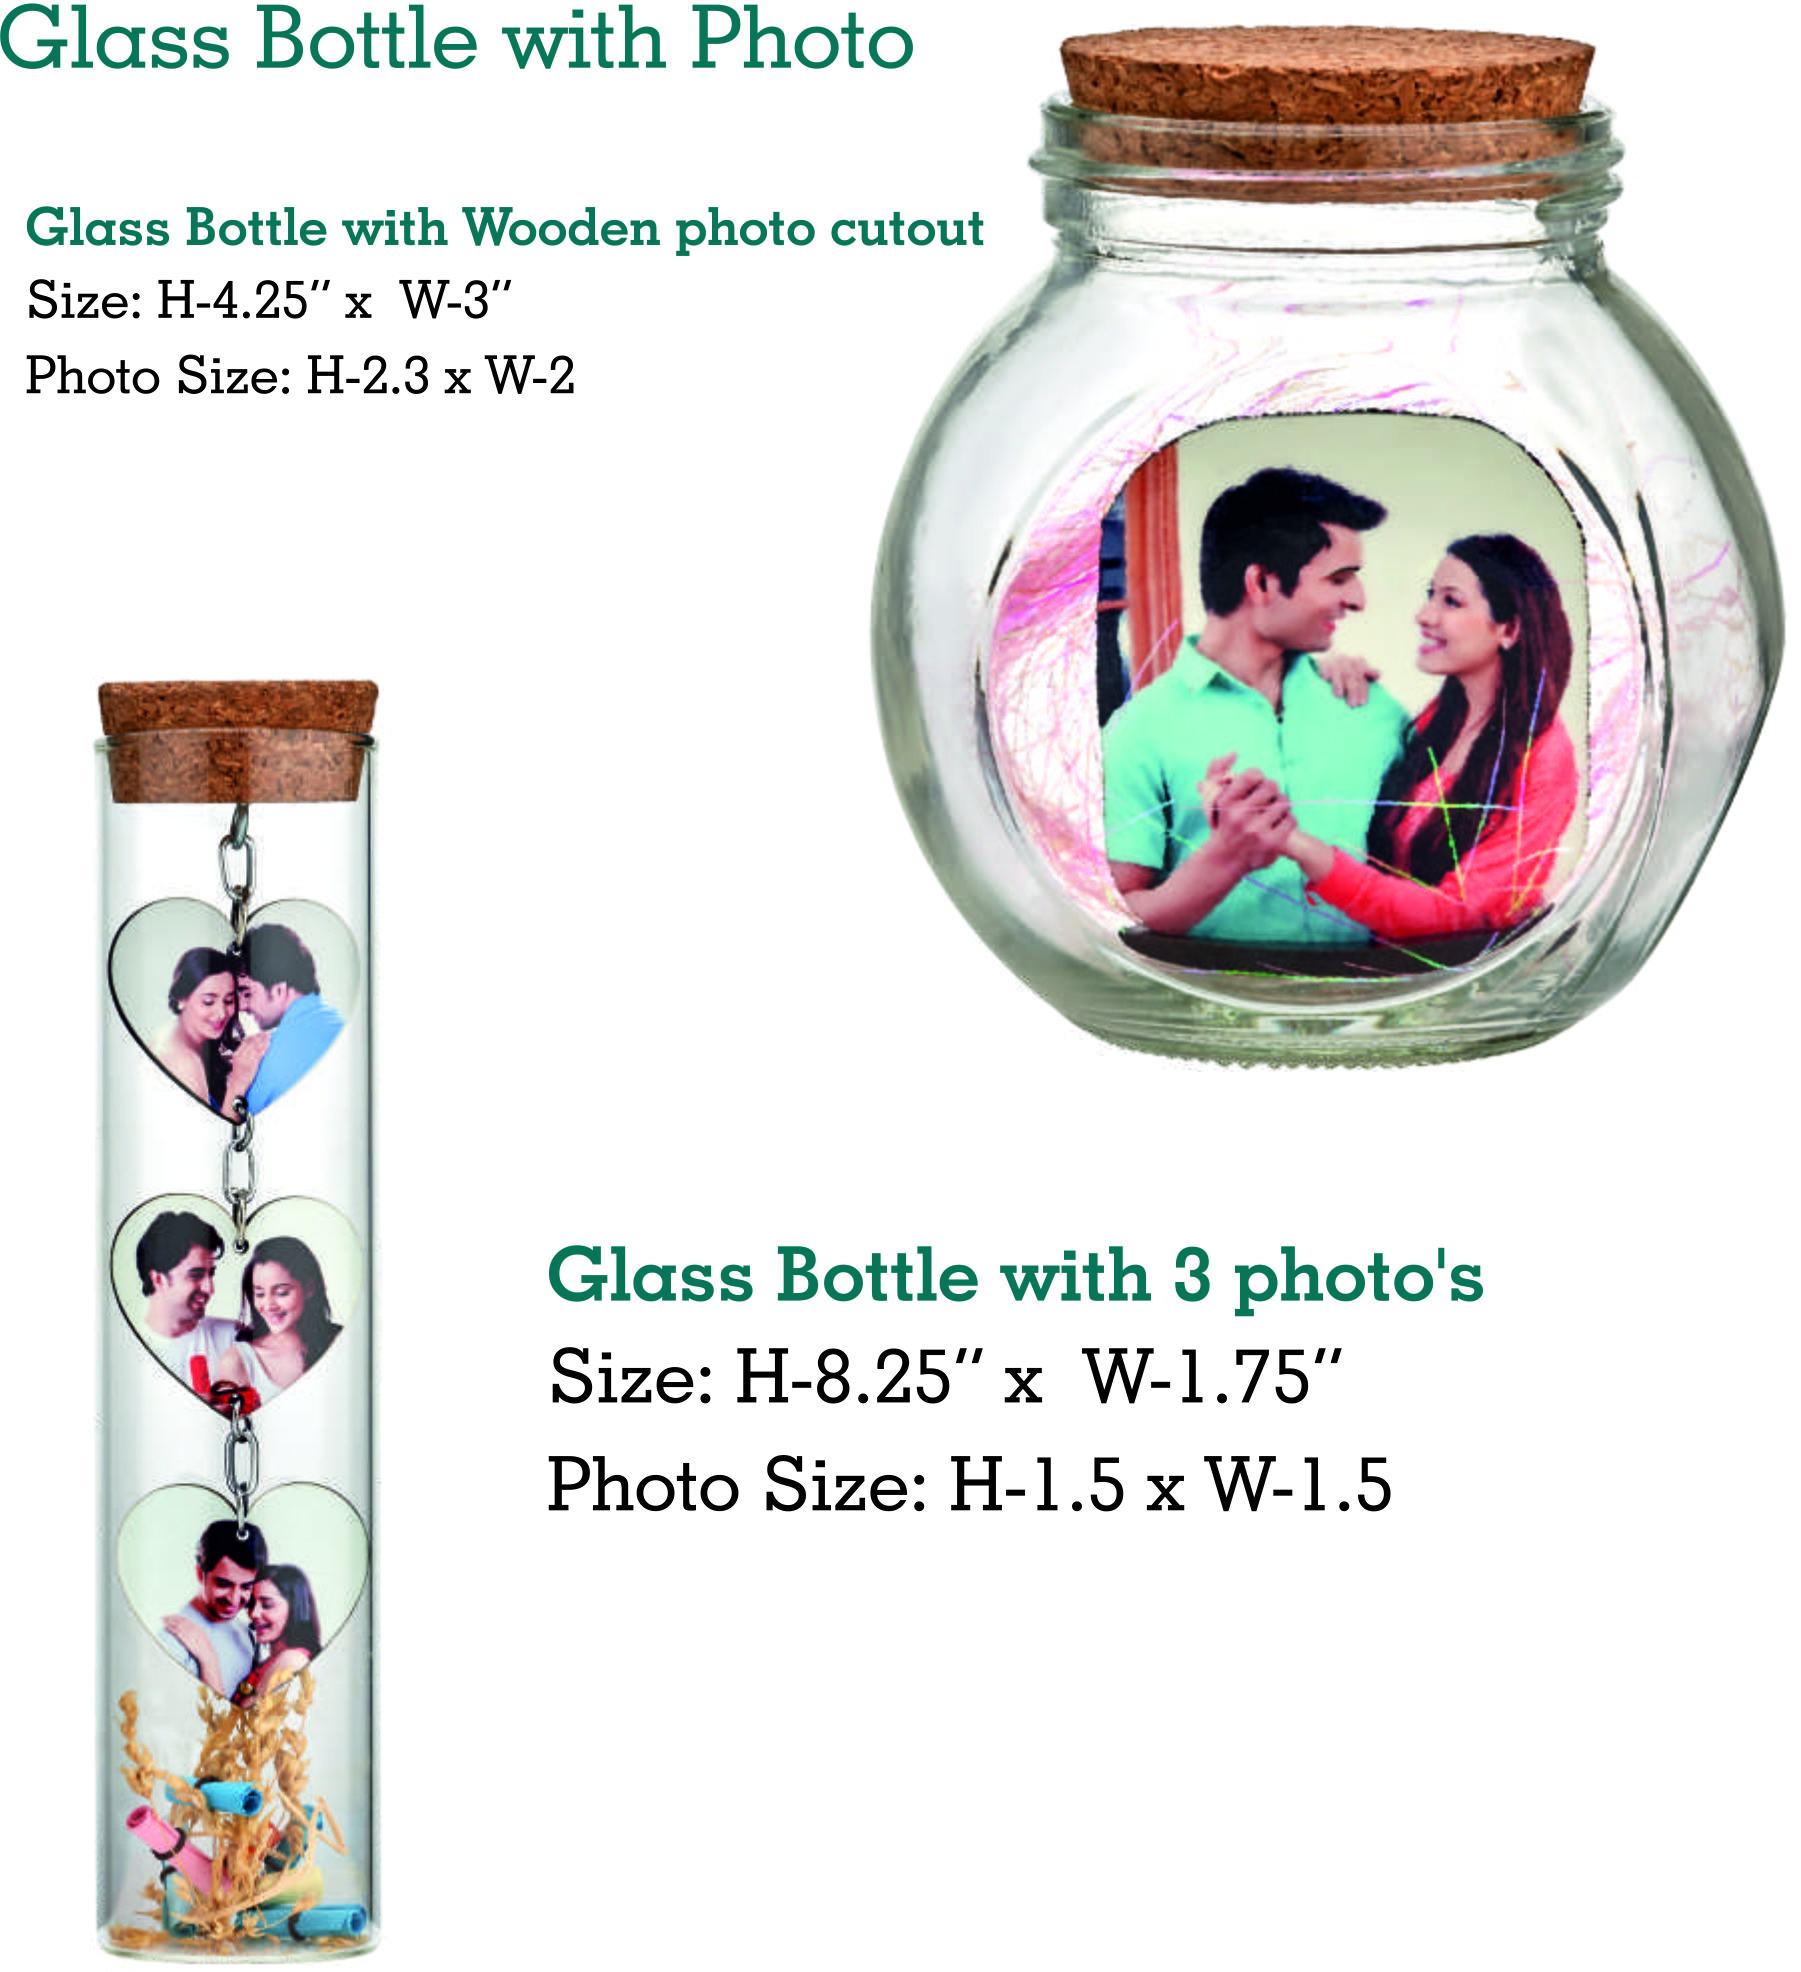 Glass Bottle with Photo
Glass Bottle with Wooden photo cutout
Size: H-4.25” x  W-3”
Photo Size: H-2.3 x W-2
Glass Bottle with 3 photo's
Size: H-8.25” x  W-1.75”
Photo Size: H-1.5 x W-1.5